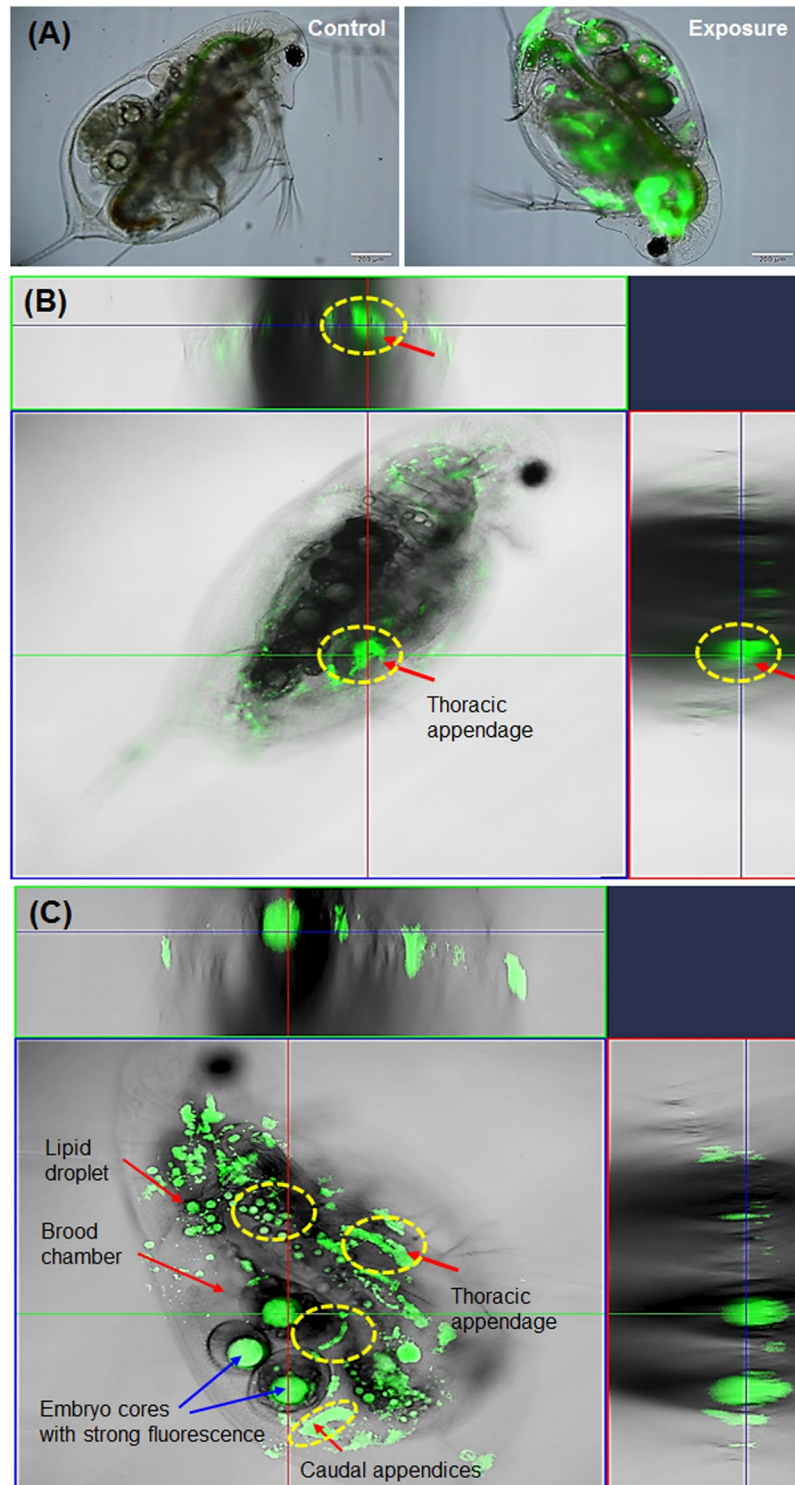 (A)
Control
Exposure
200 µm
200 µm
(B)
Thoracic
appendage
(C)
Lipid
droplet
Brood
chamber
Thoracic
appendage
Embryo cores
with strong fluorescence
Caudal appendices